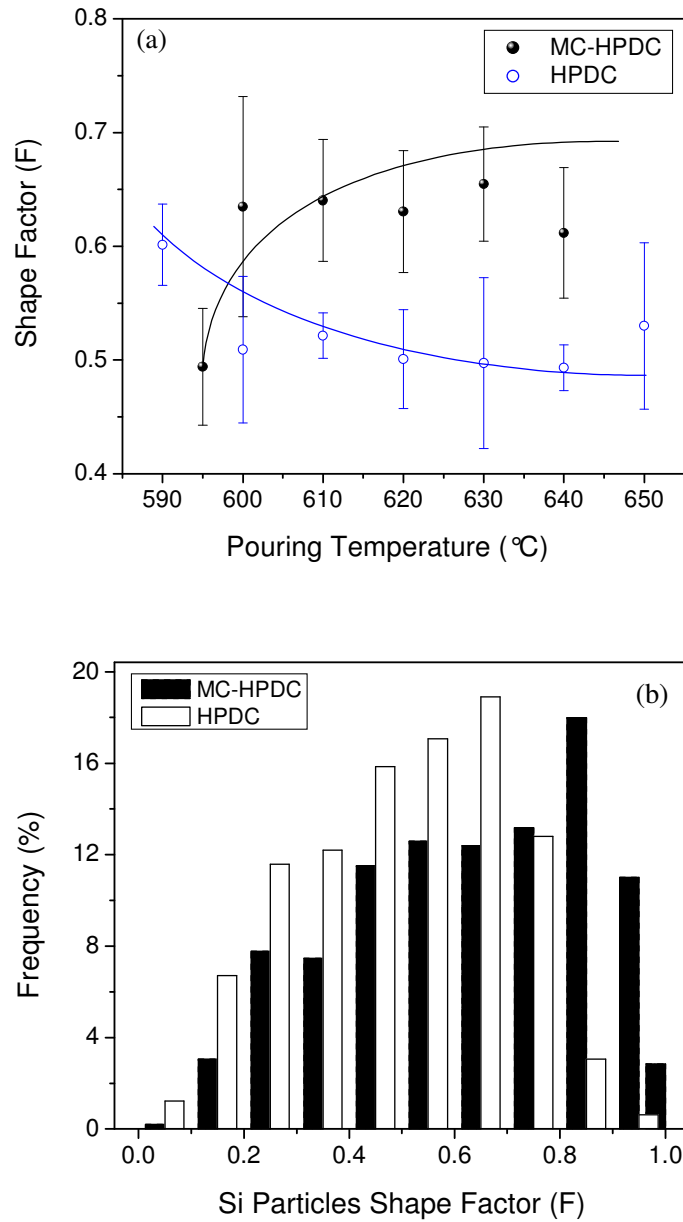 (a)
MC-HPDC
HPDC
0.8
0.7
0.6
0.5
0.4
Shape Factor (F)
590 600 610 620 630 640 650
Pouring Temperature (°C)
MC-HPDC
HPDC
(b)
20
16
12
8
4
0
Frequency (%)
0.0 0.2 0.4 0.6 0.8 1.0
Si Particles Shape Factor (F)